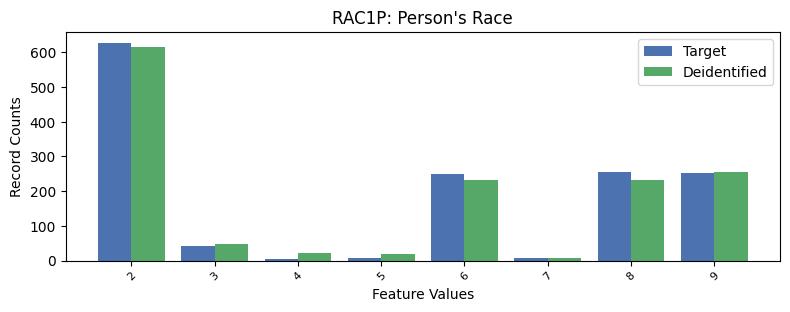 RAC1P: Person's Race
Target
Deidentified
Record Counts
600
500
400
300
200
100
0
2 3 4 5 6 7 8 9
Feature Values